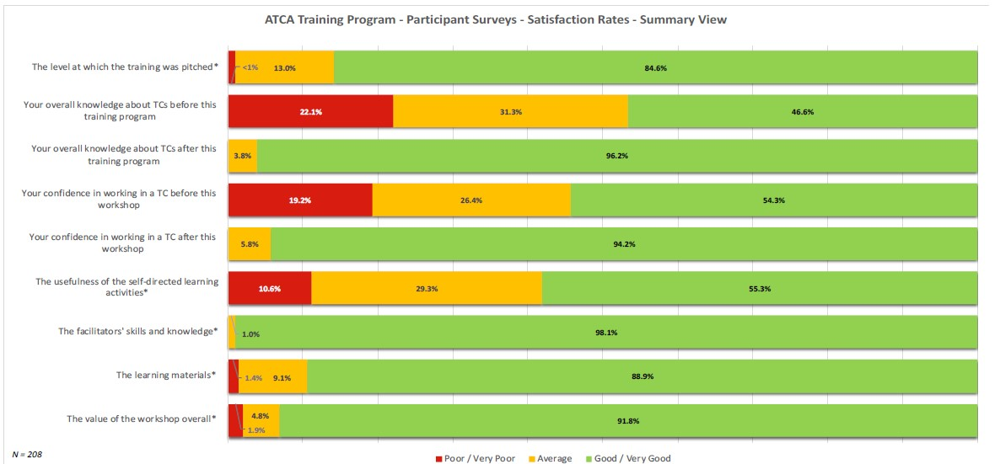 ATCA Training Program - Participant Surveys - Satisfaction Rates - Summary View
The level at which the training was pitched*
<1% 13.0% 84.6%
Your overall knowledge about TCs before this
training program
22.1% 31.3% 46.6%
Your overall knowledge about TCs after this
training program
3.8% 96.2%
Your confidence in working in a TC before this
workshop
19.2% 26.4% 54.3%
Your confidence in working in a TC after this
workshop
5.8% 94.2%
The usefulness of the self-directed learning
activities*
10.6% 29.3% 55.3%
The facilitators' skills and knowledge*
1.0% 98.1%
The learning materials*
1.4% 9.1% 88.9%
The value of the workshop overall*
4.8% 91.8%
1.9%
N = 208
Poor / Very Poor Average Good / Very Good